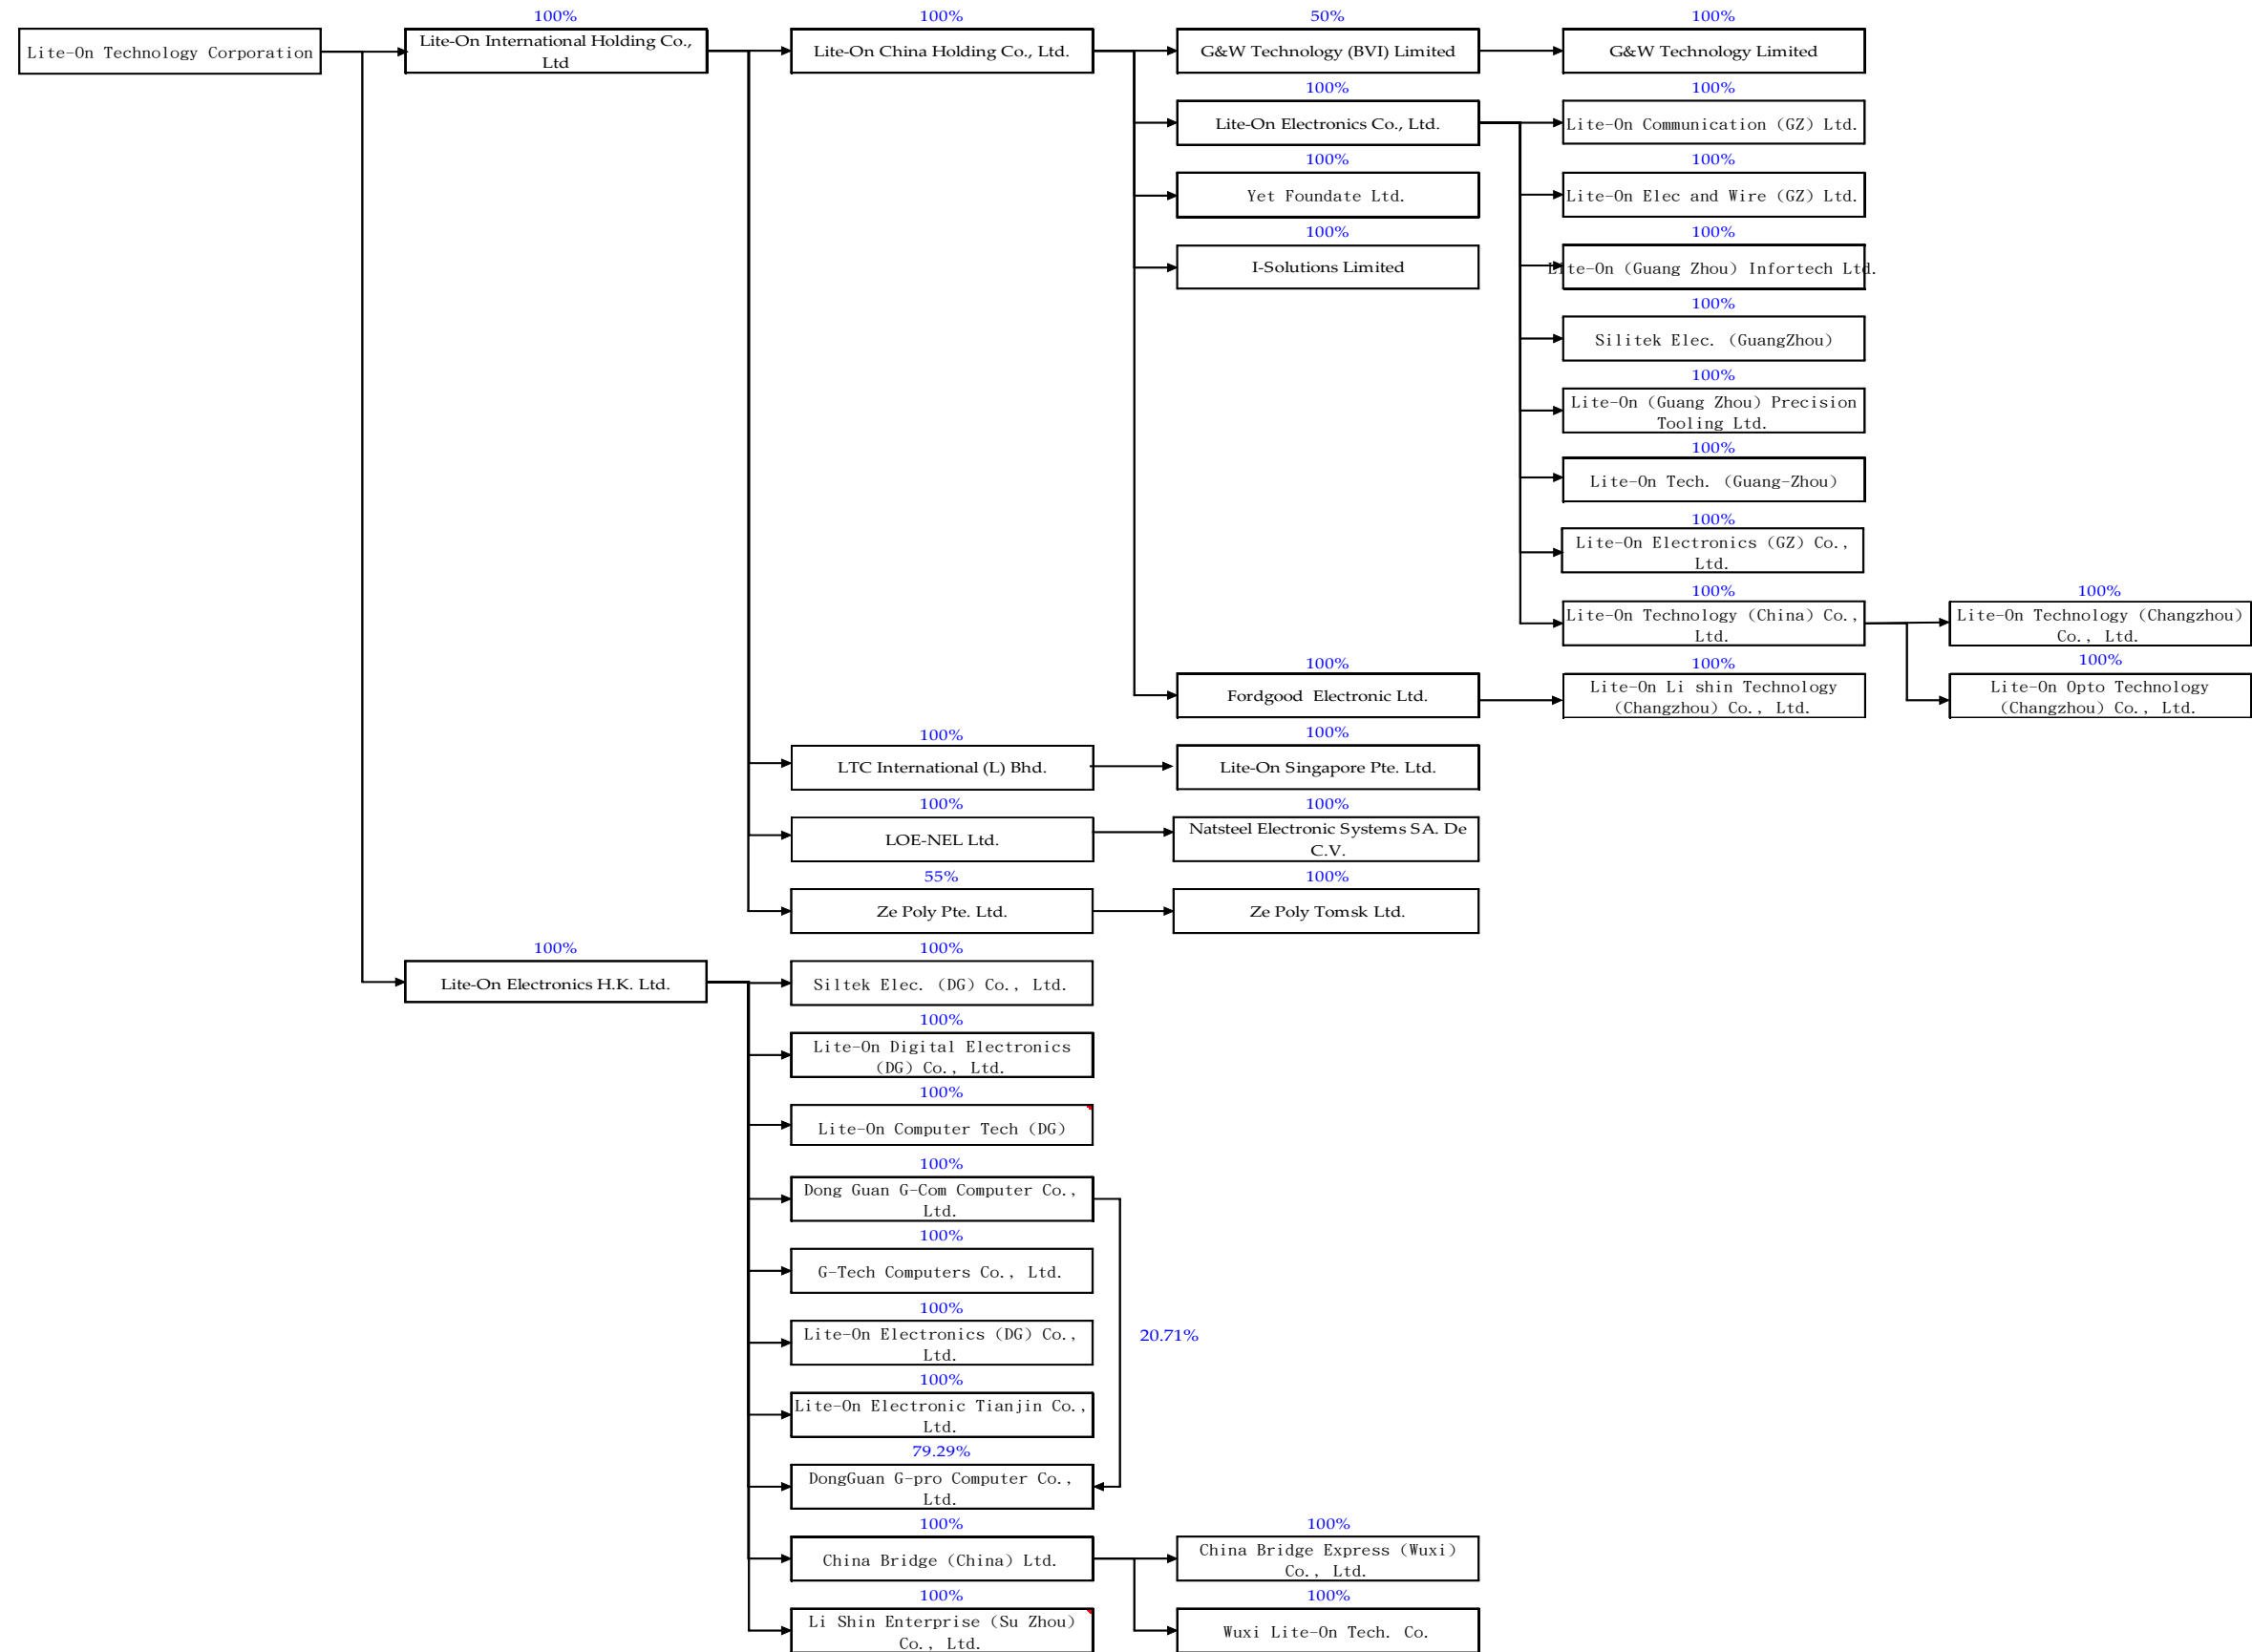 100%
100%
50%
100%
Lite-On Technology Corporation
Lite-On International Holding Co.,
Ltd
Lite-On China Holding Co., Ltd.
G&W Technology (BVI) Limited
G&W Technology Limited
100%
100%
Lite-On Electronics Co., Ltd.
Lite-On Communication (GZ) Ltd.
100%
100%
Yet Foundate Ltd.
Lite-On Elec and Wire (GZ) Ltd.
100%
100%
I-Solutions Limited
Lite-On (Guang Zhou) Infortech Ltd.
100%
Silitek Elec. (GuangZhou)
100%
Lite-On (Guang Zhou) Precision
Tooling Ltd.
100%
Lite-On Tech. (Guang-Zhou)
100%
Lite-On Electronics (GZ) Co.,
Ltd.
100%
100%
Lite-On Technology (China) Co.,
Ltd.
Lite-On Technology (Changzhou)
Co., Ltd.
100%
100%
100%
Fordgood Electronic Ltd.
Lite-On Li shin Technology
(Changzhou) Co., Ltd.
Lite-On Opto Technology
(Changzhou) Co., Ltd.
100%
100%
LTC International (L) Bhd.
Lite-On Singapore Pte. Ltd.
100%
100%
LOE-NEL Ltd.
Natsteel Electronic Systems SA. De
C.V.
55%
100%
Ze Poly Pte. Ltd.
Ze Poly Tomsk Ltd.
100%
100%
Lite-On Electronics H.K. Ltd.
Siltek Elec. (DG) Co., Ltd.
100%
Lite-On Digital Electronics
(DG) Co., Ltd.
100%
Lite-On Computer Tech (DG)
100%
Dong Guan G-Com Computer Co.,
Ltd.
100%
G-Tech Computers Co., Ltd.
100%
Lite-On Electronics (DG) Co.,
Ltd.
20.71%
100%
Lite-On Electronic Tianjin Co.,
Ltd.
79.29%
DongGuan G-pro Computer Co.,
Ltd.
100%
100%
China Bridge (China) Ltd.
China Bridge Express (Wuxi)
Co., Ltd.
100%
100%
Li Shin Enterprise (Su Zhou)
Co., Ltd.
Wuxi Lite-On Tech. Co.